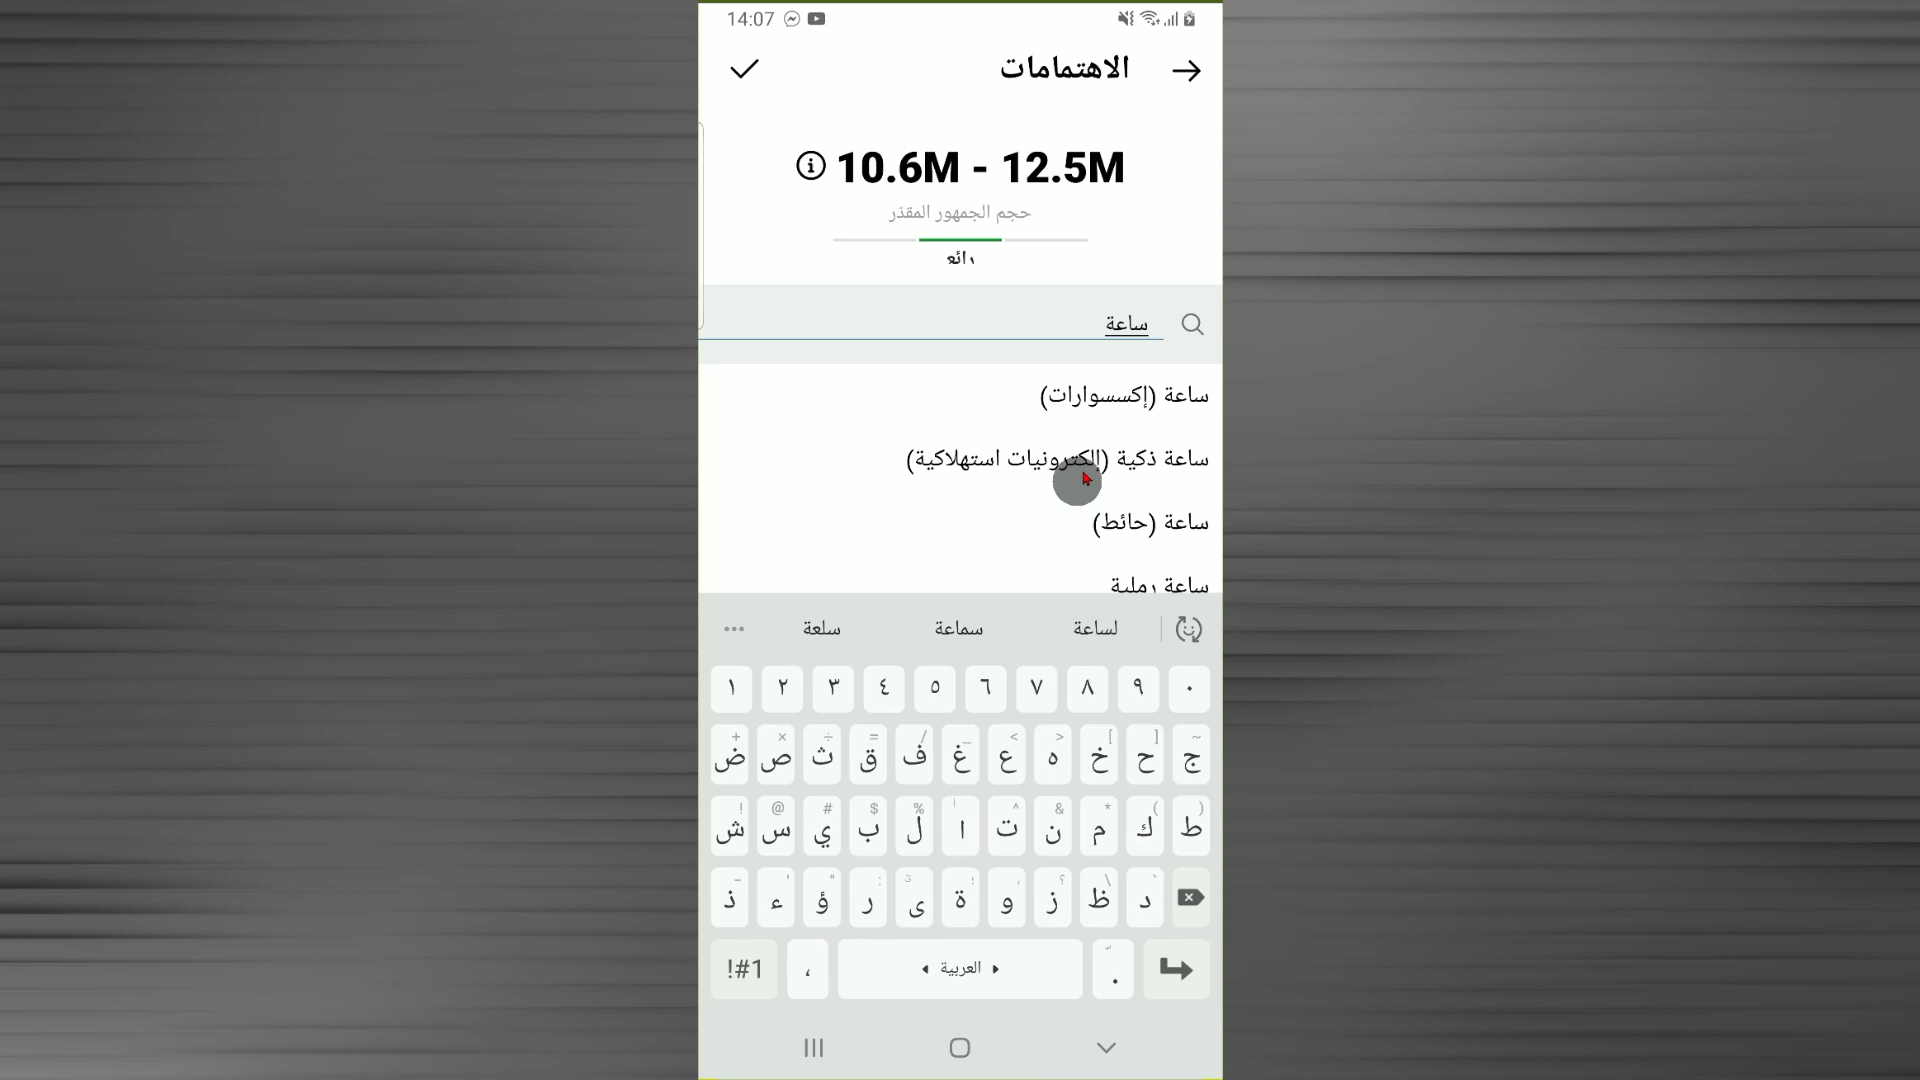 14:07
الاهتمامات
10.6M - 12.5M
حجم الجمهور المقدّر
رائع
ساعة
ساعة (إكسسوارات)
ساعة ذكية (إلكترونيات استهلاكية)
ساعة (حائط)
ساعة رملية
لساعة سماعة سلعة
١ ٢ ٣ ٤ ٥ ٦ ٧ ٨ ٩ ٠
+ × ÷ = / _ < > [ ] ~
ض ص ث ق ف غ ع ه خ ح ج
! @ # $ % أ ^ & * ( )
ش س ي ب ل ا ت ن م ك ط
ذ ء ؤ ر ى ة و ز ظ د
!#1 ، العربية .